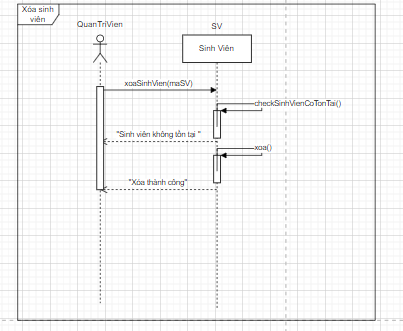 Xóa sinh
viên
QuanTriVien
SV
Sinh Viên
xoaSinhVien(maSV)
checkSinhVienCoTonTai()
"Sinh viên không tồn tại "
xoa()
"Xóa thành công"